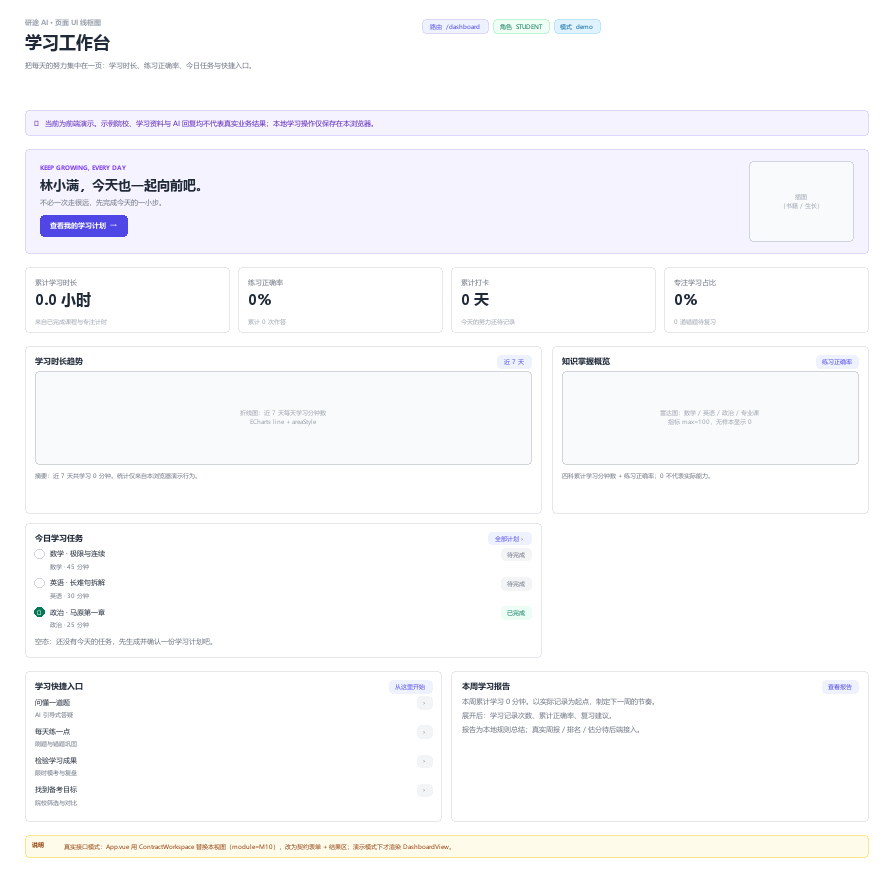 研途 AI · 页面 UI 线框图
学习工作台
路由 /dashboard
角色 STUDENT
模式 demo
把每天的努力集中在一页：学习时长、练习正确率、今日任务与快捷入口。
当前为前端演示。示例院校、学习资料与 AI 回复均不代表真实业务结果；本地学习操作仅保存在本浏览器。
KEEP GROWING, EVERY DAY
林小满，今天也一起向前吧。
不必一次走很远，先完成今天的一小步。
查看我的学习计划 →
插图
(书籍 / 生长)
累计学习时长
0.0 小时
来自已完成课程与专注计时
练习正确率
0%
累计 0 次作答
累计打卡
0 天
今天的努力还待记录
专注学习占比
0%
0 道错题待复习
学习时长趋势
近 7 天
折线图：近 7 天每天学习分钟数
ECharts line + areaStyle
摘要：近 7 天共学习 0 分钟。统计仅来自本浏览器演示行为。
知识掌握概览
练习正确率
雷达图：数学 / 英语 / 政治 / 专业课
指标 max=100，无样本显示 0
四科累计学习分钟数 + 练习正确率；0 不代表实际能力。
今日学习任务
全部计划 ›
数学 · 极限与连续
待完成
数学 · 45 分钟
英语 · 长难句拆解
待完成
英语 · 30 分钟
政治 · 马原第一章
已完成
政治 · 25 分钟
空态：还没有今天的任务，先生成并确认一份学习计划吧。
学习快捷入口
从这里开始
问懂一道题
›
AI 引导式答疑
每天练一点
›
刷题与错题巩固
检验学习成果
›
限时模考与复盘
找到备考目标
›
院校筛选与对比
本周学习报告
查看报告
本周累计学习 0 分钟。以实际记录为起点，制定下一周的节奏。
展开后：学习记录次数、累计正确率、复习建议。
报告为本地规则总结；真实周报 / 排名 / 估分待后端接入。
说明
真实接口模式：App.vue 用 ContractWorkspace 替换本视图（module=M10），改为契约表单 + 结果区；演示模式下才渲染 DashboardView。